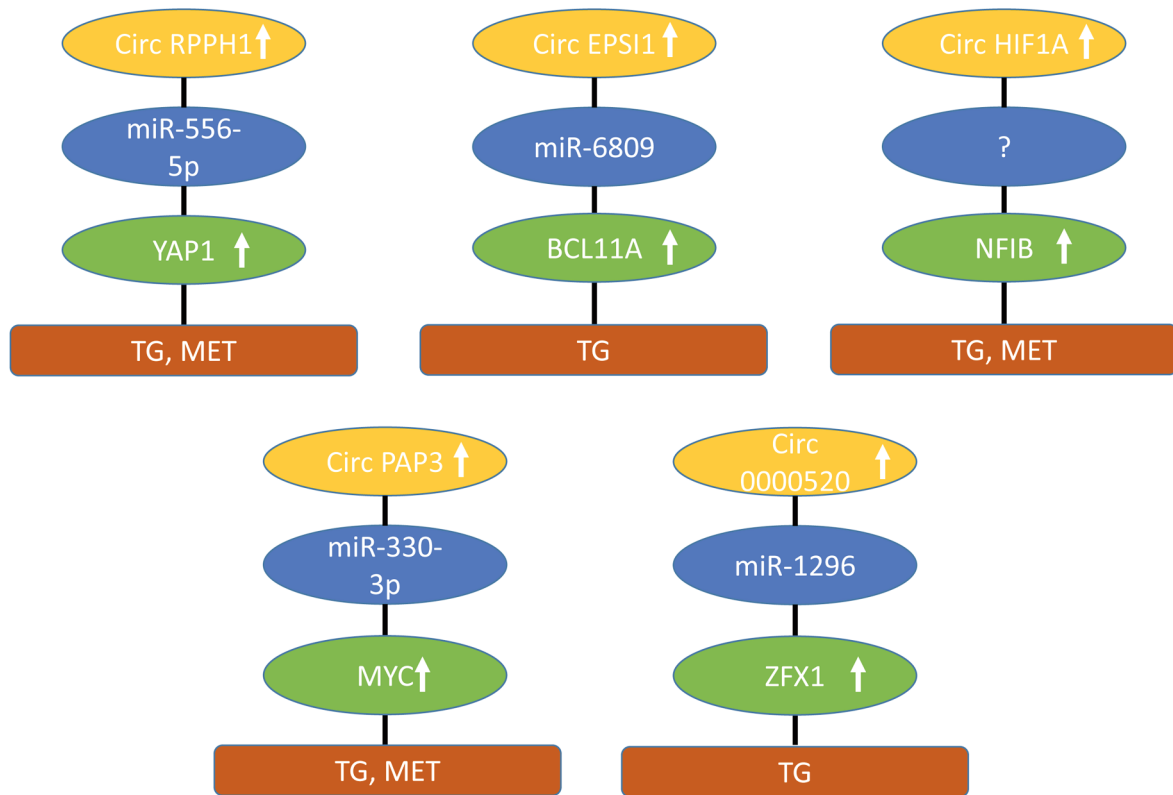 Circ RPPH1
miR-556-
5p
YAP1
TG, MET
Circ EPSI1
miR-6809
BCL11A
TG
Circ HIF1A
?
NFIB
TG, MET
Circ PAP3
miR-330-
3p
MYC
TG, MET
Circ
0000520
miR-1296
ZFX1
TG